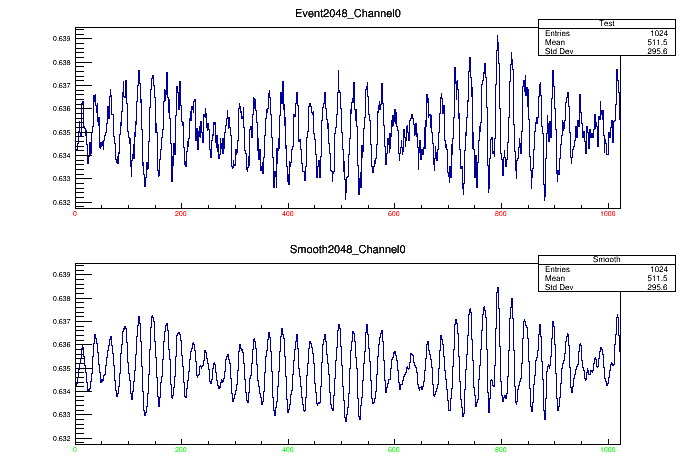 Event2048_Channel0
Test
Entries 1024
Mean 511.5
Std Dev 295.6
0.639
0.638
0.637
0.636
0.635
0.634
0.633
0.632
0 200 400 600 800 1000
Smooth2048_Channel0
Smooth
Entries 1024
Mean 511.5
Std Dev 295.6
0.639
0.638
0.637
0.636
0.635
0.634
0.633
0.632
0 200 400 600 800 1000